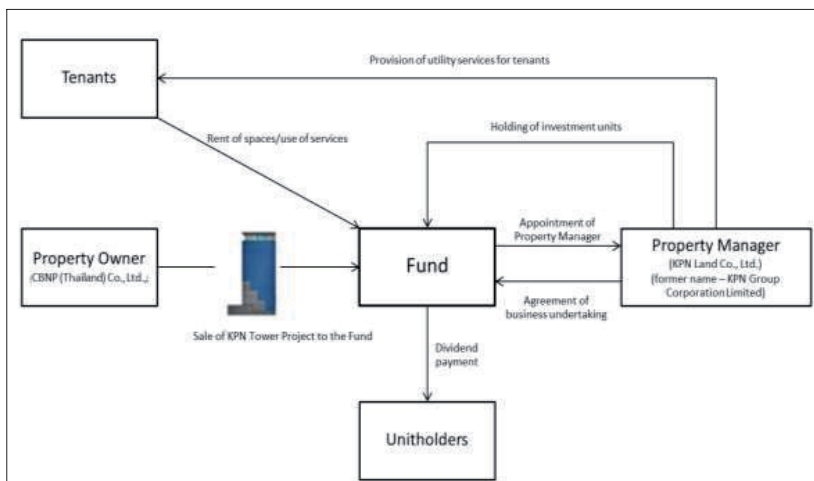 Provision of utility services for tenants
Tenants
Holding of investment units
Rent of spaces/use of services
Property Owner
(CBNP (Thailand) Co., Ltd.,)
Fund
Appointment of
Property Manager
Property Manager
(KPN Land Co., Ltd.)
(former name – KPN Group
Corporation Limited)
Agreement of
business undertaking
Sale of KPN Tower Project to the Fund
Dividend
payment
Unitholders